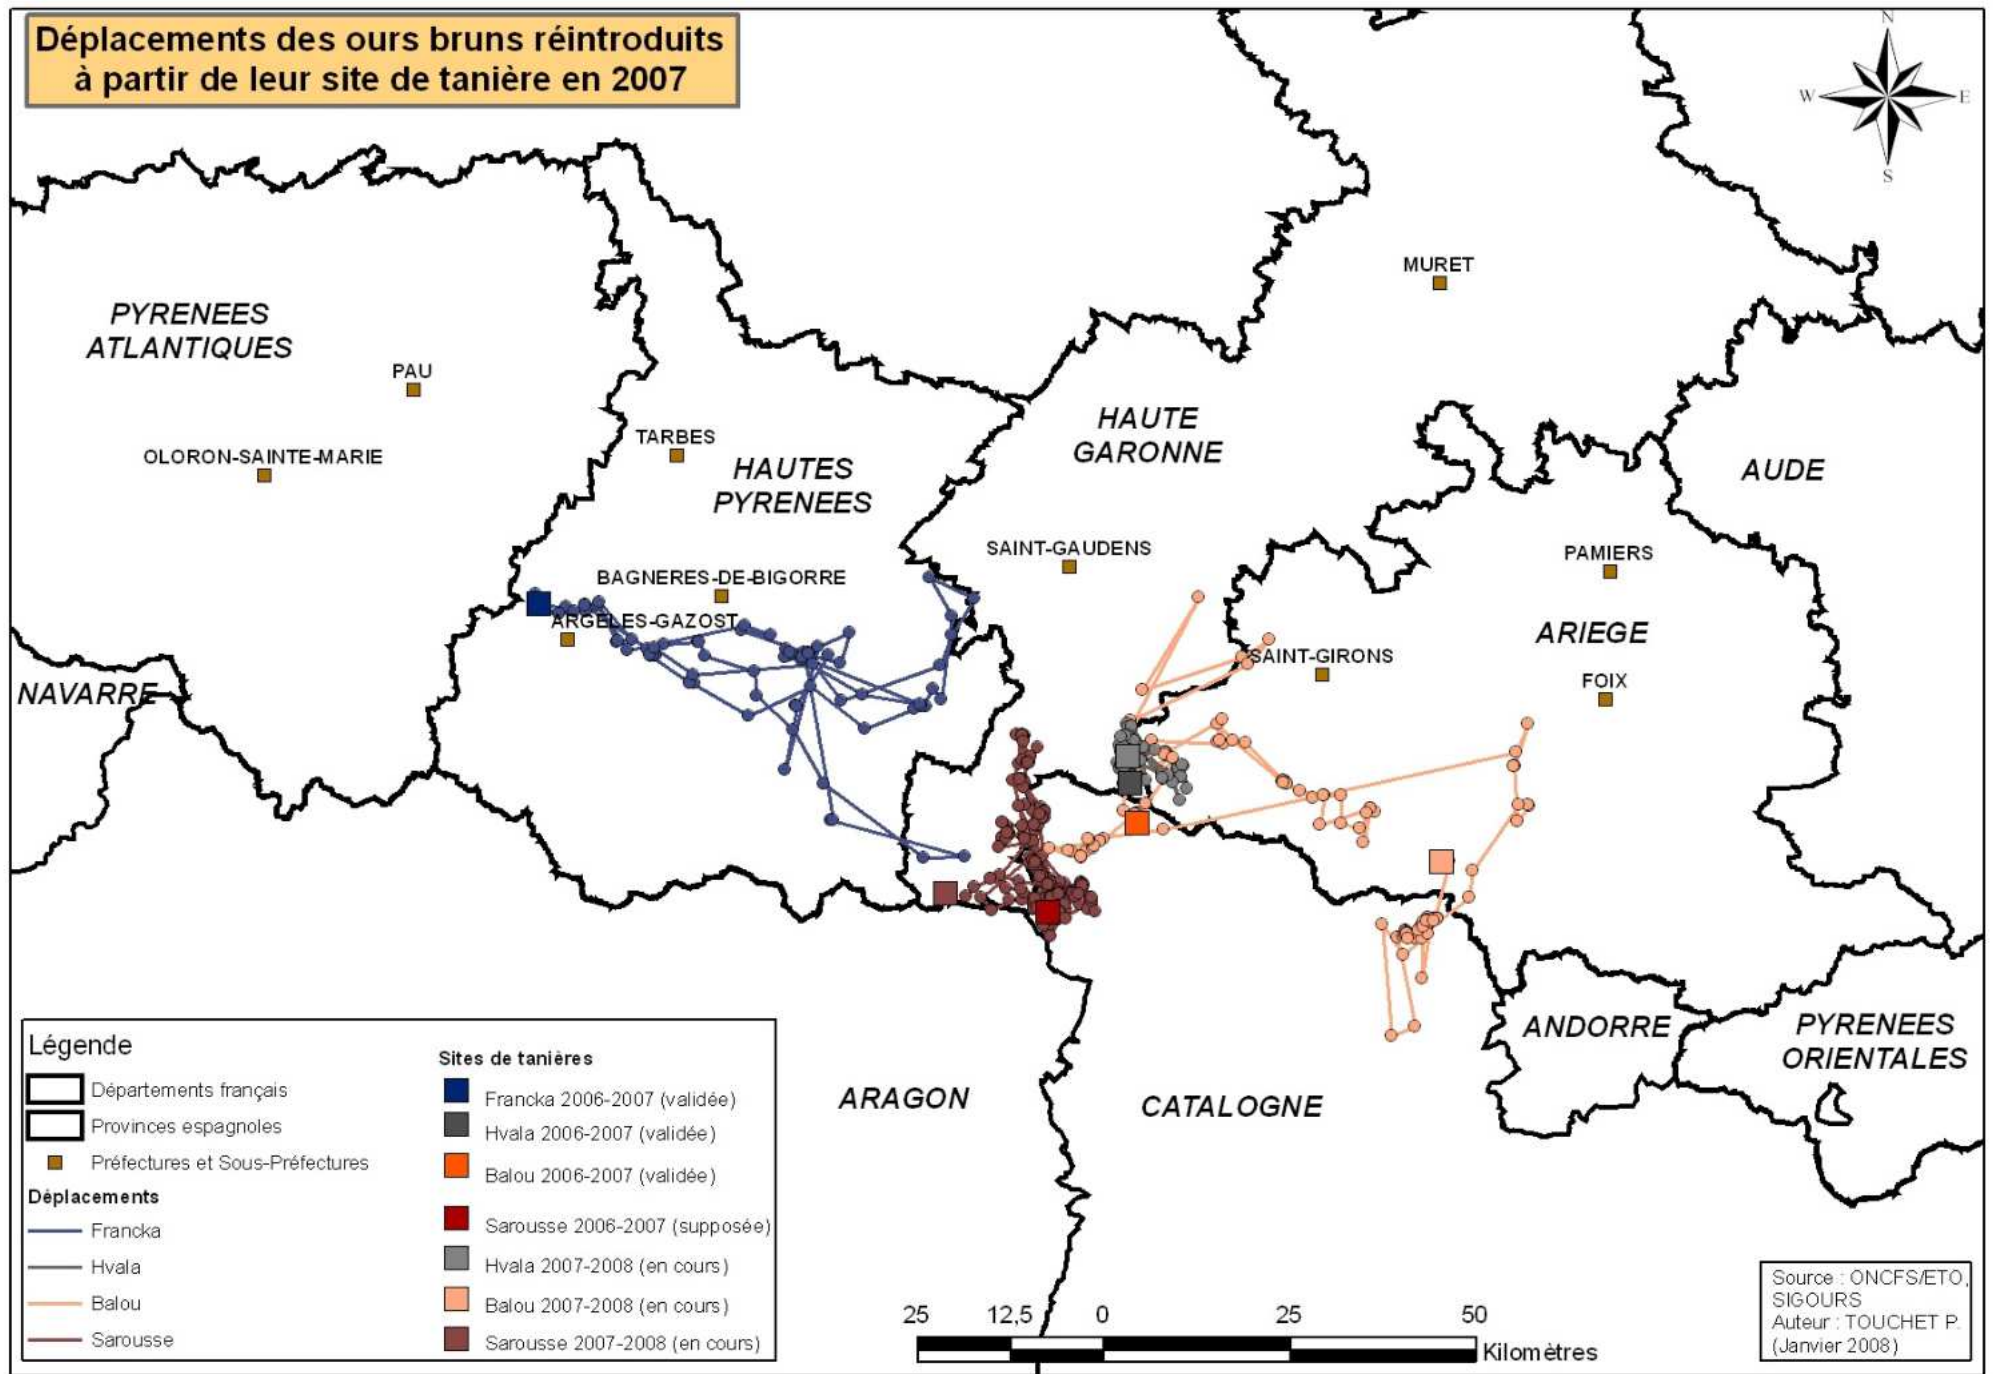 Déplacements des ours bruns réintroduits
à partir de leur site de tanière en 2007
N
W
E
S
MURET
PYRENEES
ATLANTIQUES
PAU
TARBES
OLORON-SAINTE-MARIE
HAUTES
PYRENEES
HAUTE
GARONNE
AUDE
SAINT-GAUDENS
PAMIERS
BAGNERES-DE-BIGORRE
ARGELES-GAZOST
ARIEGE
SAINT-GIRONS
FOIX
NAVARRE
ANDORRE
PYRENEES
ORIENTALES
ARAGON
CATALOGNE
Légende
Départements français
Provinces espagnoles
Préfectures et Sous-Préfectures
Déplacements
Francka
Hvala
Balou
Sarousse
Sites de tanières
Francka 2006-2007 (validée)
Hvala 2006-2007 (validée)
Balou 2006-2007 (validée)
Sarousse 2006-2007 (supposée)
Hvala 2007-2008 (en cours)
Balou 2007-2008 (en cours)
Sarousse 2007-2008 (en cours)
25 12,5 0 25 50
Kilomètres
Source : ONCFS/ETO,
SIGOURS
Auteur : TOUCHET P.
(Janvier 2008)